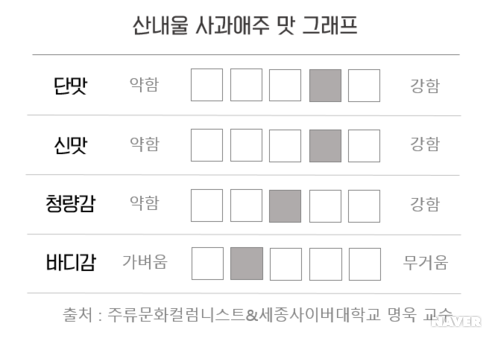 산내울 사과애주 맛 그래프
단맛 약함 강함
신맛 약함 강함
청량감 약함 강함
바디감 가벼움 무거움
출처 : 주류문화컬럼니스트&세종사이버대학교 명욱 교수
NAVER